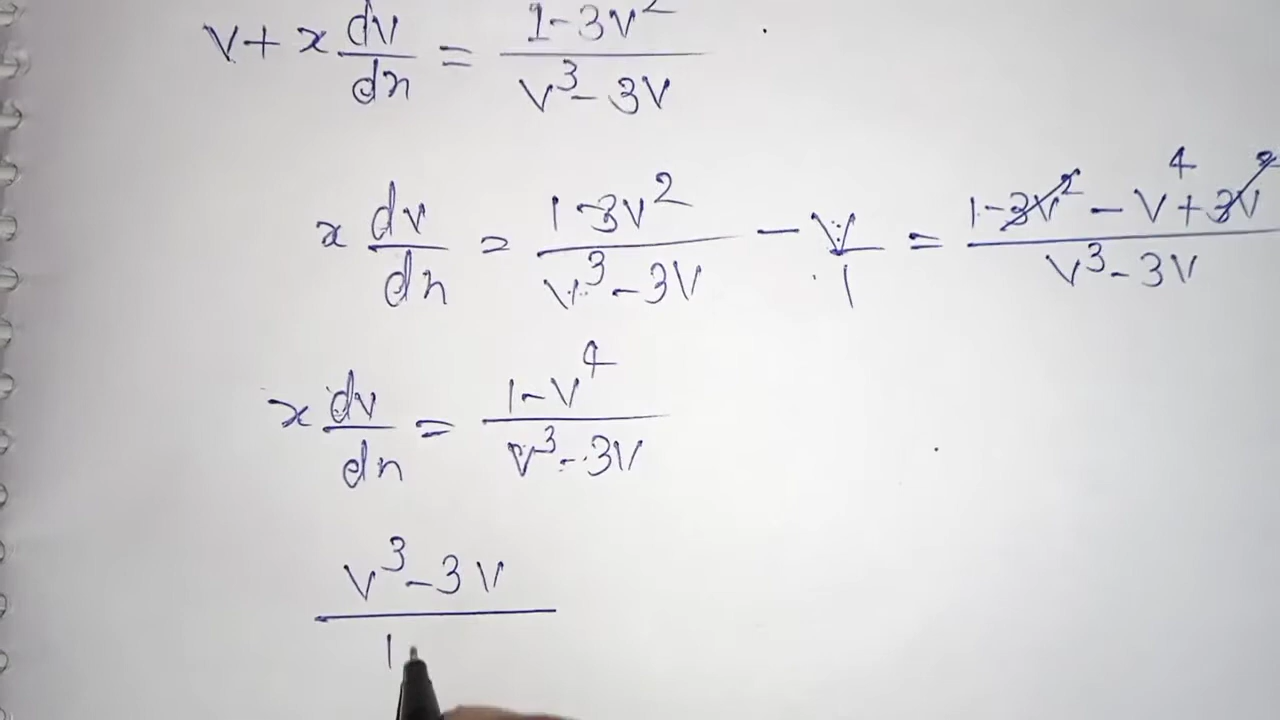 v + x dv/dx = (1 - 3v²)/(v³ - 3v)
x dv/dx = (1 - 3v²)/(v³ - 3v) - v/1 = (1 - 3v² - v⁴ + 3v²)/(v³ - 3v)
x dv/dx = (1 - v⁴)/(v³ - 3v)
(v³ - 3v)/1